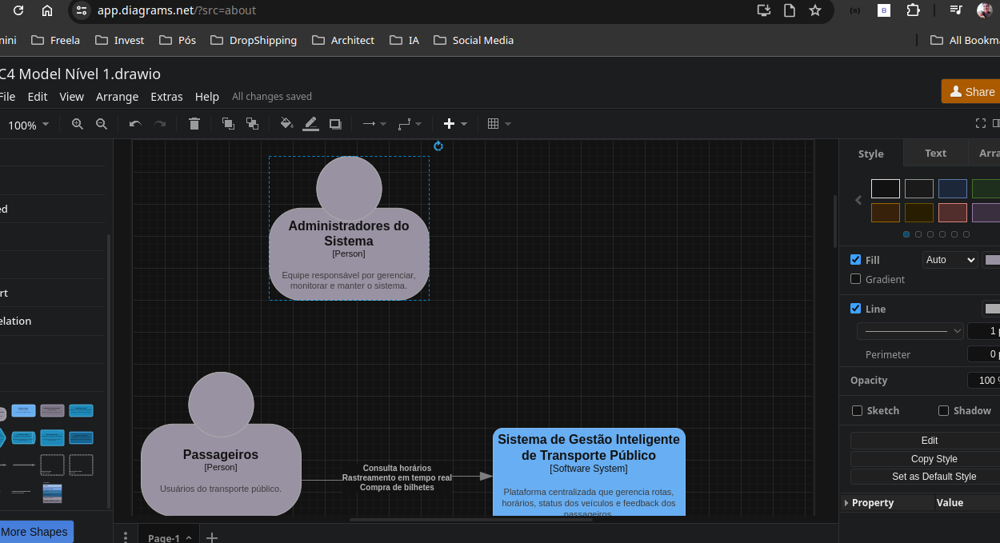 app.diagrams.net/?src=about
nini
Freela
Invest
Pós
DropShipping
Architect
IA
Social Media
All Bookma
C4 Model Nível 1.drawio
File
Edit
View
Arrange
Extras
Help
All changes saved
Share
100%
Style
Text
Arra
ed
rt
elation
More Shapes
Administradores do
Sistema
[Person]
Equipe responsável por gerenciar,
monitorar e manter o sistema.
Passageiros
[Person]
Usuários do transporte público.
Consulta horários
Rastreamento em tempo real
Compra de bilhetes
Sistema de Gestão Inteligente
de Transporte Público
[Software System]
Plataforma centralizada que gerencia rotas,
horários, status dos veículos e feedback dos
passageiros.
Fill
Auto
Gradient
Line
1 p
Perimeter
0 p
Opacity
100 %
Sketch
Shadow
Edit
Copy Style
Set as Default Style
Property
Value
Page-1